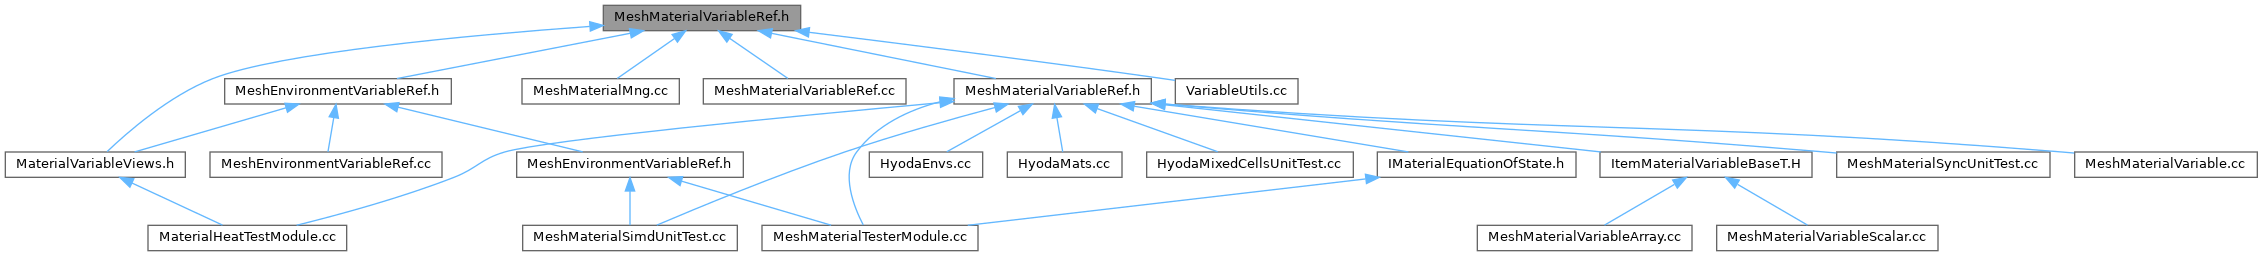 MeshMaterialVariableRef.h
MeshEnvironmentVariableRef.h
MeshMaterialMng.cc
MeshMaterialVariableRef.cc
MeshMaterialVariableRef.h
VariableUtils.cc
MaterialVariableViews.h
MeshEnvironmentVariableRef.cc
MeshEnvironmentVariableRef.h
HyodaEnvs.cc
HyodaMats.cc
HyodaMixedCellsUnitTest.cc
IMaterialEquationOfState.h
ItemMaterialVariableBaseT.H
MeshMaterialSyncUnitTest.cc
MeshMaterialVariable.cc
MaterialHeatTestModule.cc
MeshMaterialSimdUnitTest.cc
MeshMaterialTesterModule.cc
MeshMaterialVariableArray.cc
MeshMaterialVariableScalar.cc